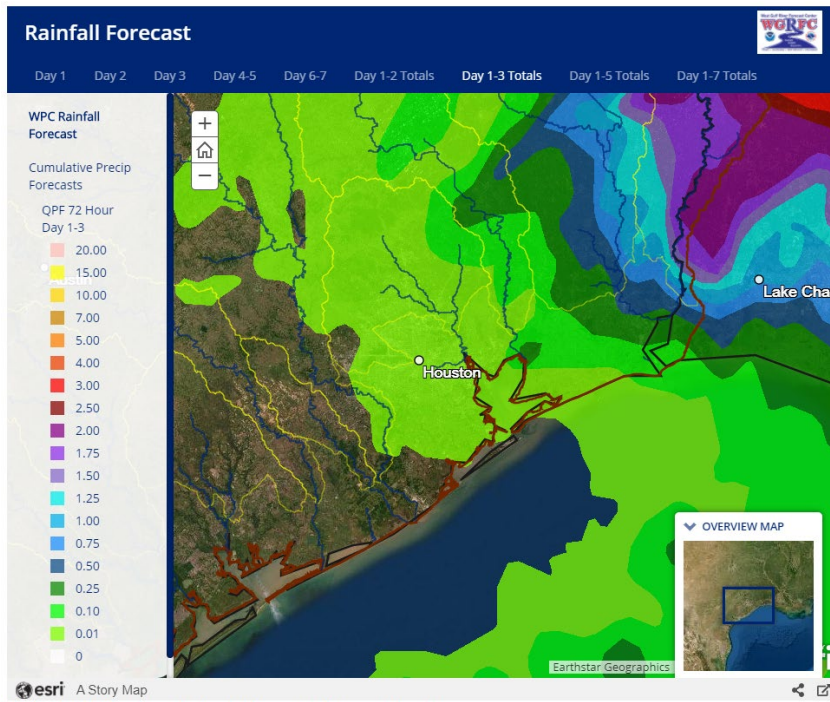 Rainfall Forecast
WGRFC
Day 1
Day 2
Day 3
Day 4-5
Day 6-7
Day 1-2 Totals
Day 1-3 Totals
Day 1-5 Totals
Day 1-7 Totals
WPC Rainfall
Forecast
Cumulative Precip
Forecasts
QPF 72 Hour
Day 1-3
20.00
15.00
10.00
7.00
5.00
4.00
3.00
2.50
2.00
1.75
1.50
1.25
1.00
0.75
0.50
0.25
0.10
0.01
0
+
−
Houston
Lake Cha
OVERVIEW MAP
Earthstar Geographics
esri
A Story Map